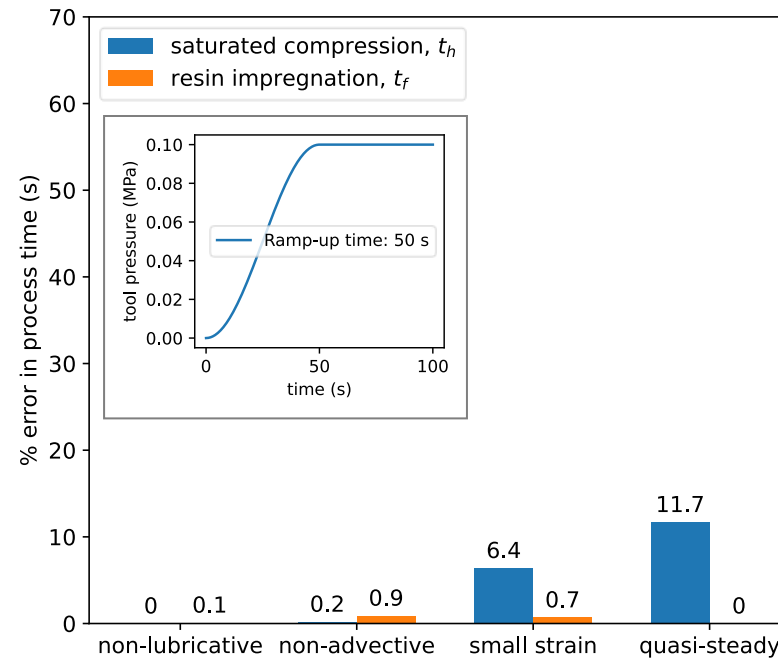 70
60
50
40
30
20
10
0
% error in process time (s)
saturated compression, t_h
resin impregnation, t_f
0.10
0.08
0.06
0.04
0.02
0.00
tool pressure (MPa)
Ramp-up time: 50 s
0 50 100
time (s)
0 0.1 0.2 0.9 6.4 0.7 11.7 0
non-lubricative non-advective small strain quasi-steady